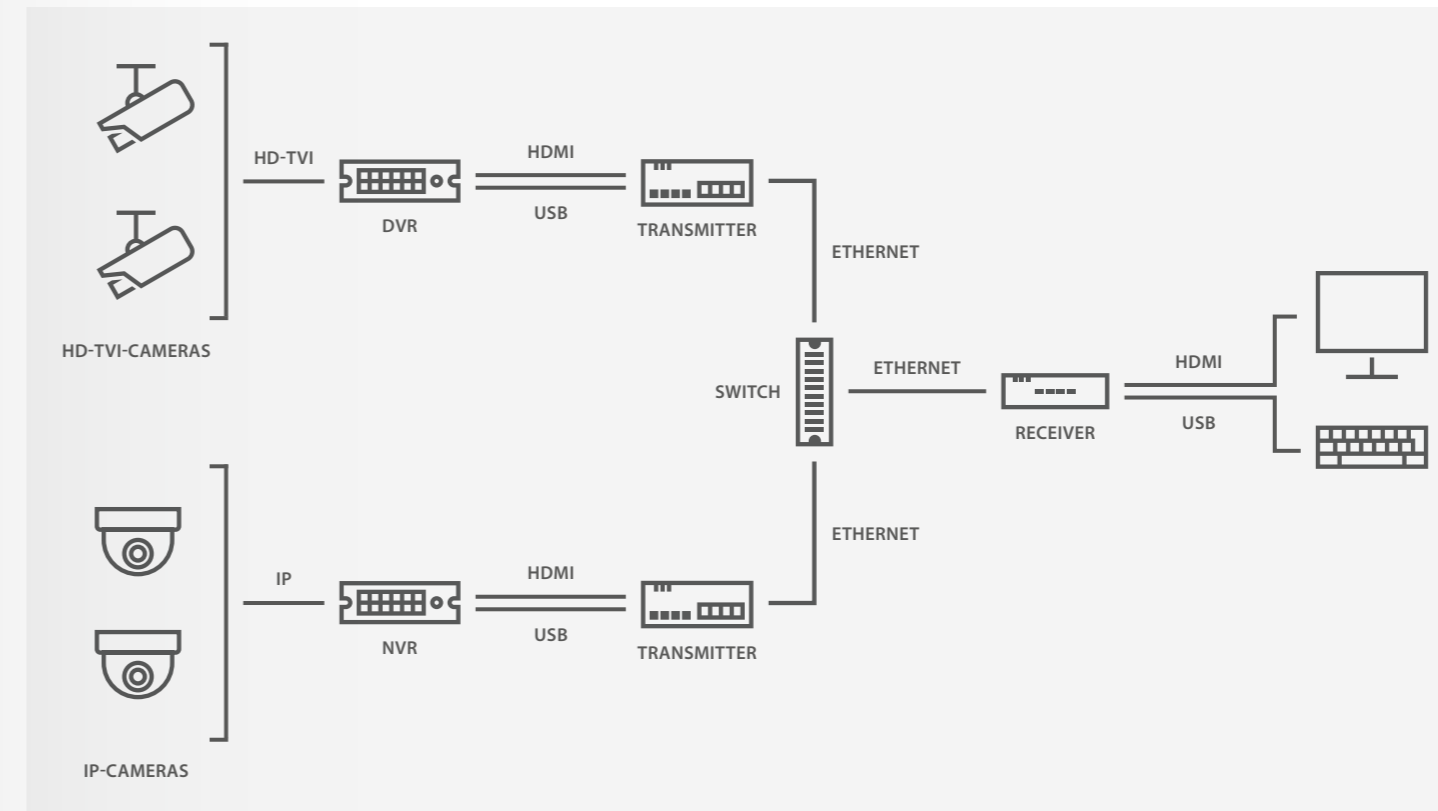 HD-TVI
HDMI
USB
DVR
TRANSMITTER
ETHERNET
HD-TVI-CAMERAS
SWITCH
ETHERNET
RECEIVER
HDMI
USB
ETHERNET
IP
HDMI
USB
NVR
TRANSMITTER
IP-CAMERAS